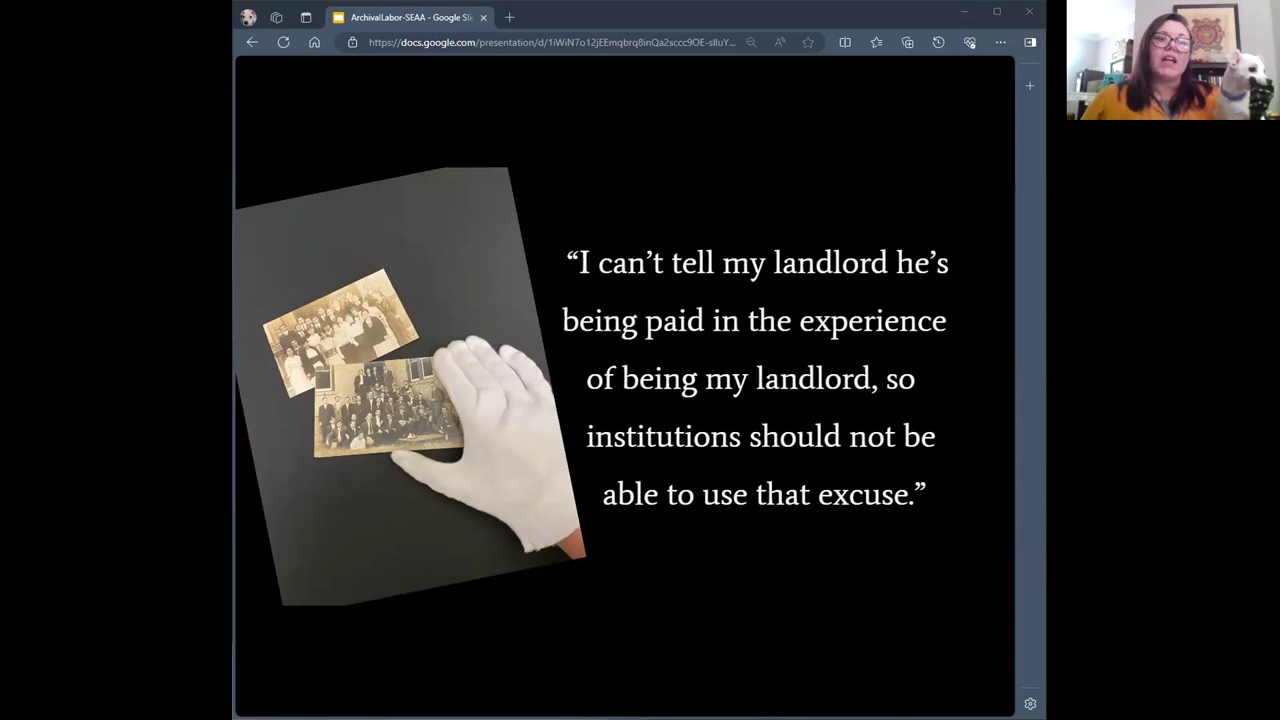 ArchivalLabor-SEAA - Google Sli
https://docs.google.com/presentation/d/1iWiN7o12jEEmqbrq8inQa2sccc9OE-slIuY...
“I can’t tell my landlord he’s
being paid in the experience
of being my landlord, so
institutions should not be
able to use that excuse.”